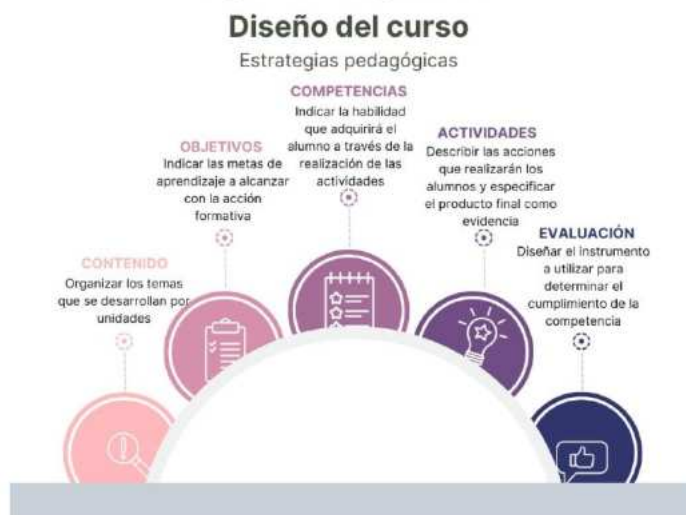 Diseño del curso
Estrategias pedagógicas
CONTENIDO
Organizar los temas
que se desarrollan por
unidades
OBJETIVOS
Indicar las metas de
aprendizaje a alcanzar
con la acción
formativa
COMPETENCIAS
Indicar la habilidad
que adquirirá el
alumno a través de la
realización de las
actividades
ACTIVIDADES
Describir las acciones
que realizarán los
alumnos y especificar
el producto final como
evidencia
EVALUACIÓN
Diseñar el instrumento
a utilizar para
determinar el
cumplimiento de la
competencia